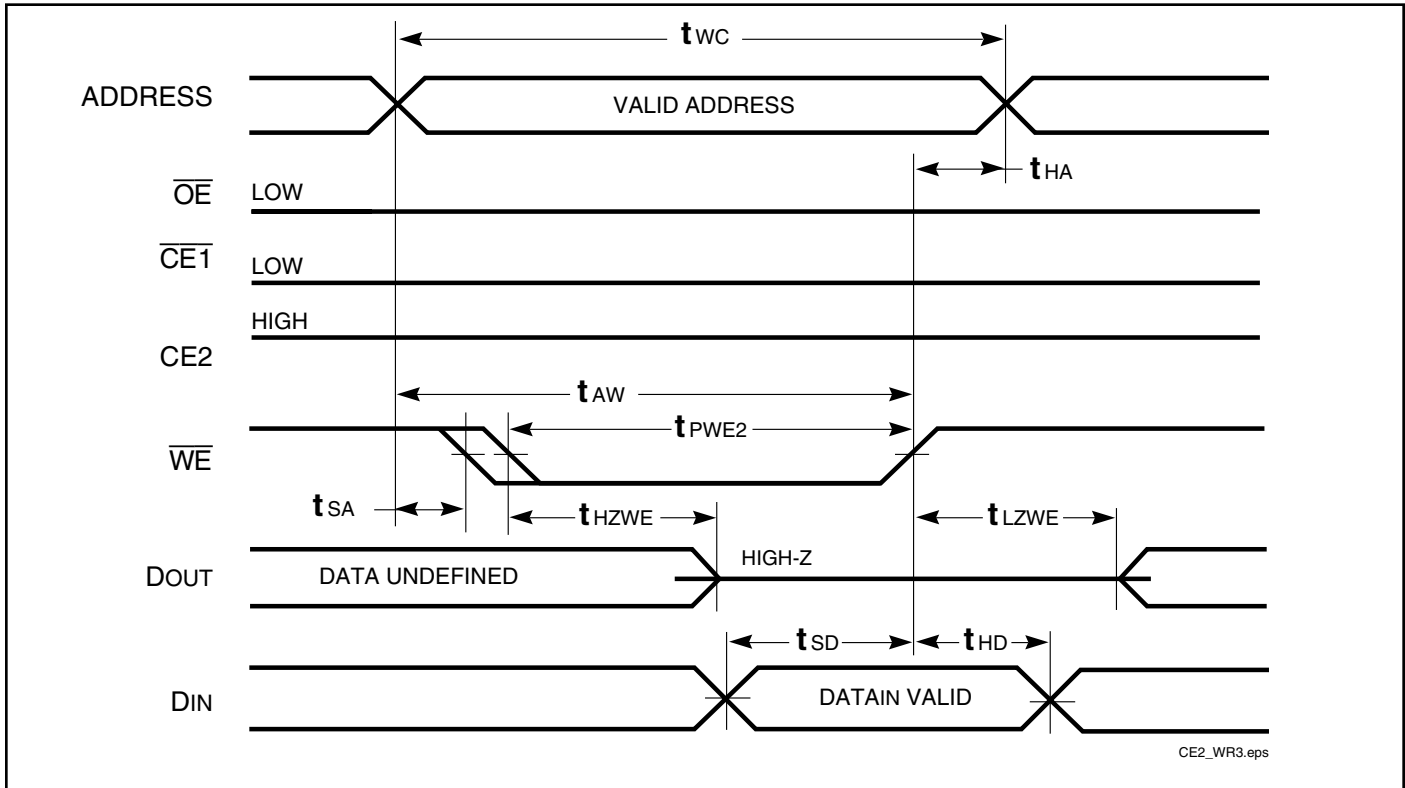 tWC
ADDRESS
VALID ADDRESS
tHA
OE LOW
CE1 LOW
HIGH
CE2
tAW
tPWE2
WE
tSA
tHZWE
tLZWE
HIGH-Z
DOUT
DATA UNDEFINED
tSD
tHD
DIN
DATAIN VALID
CE2_WR3.eps